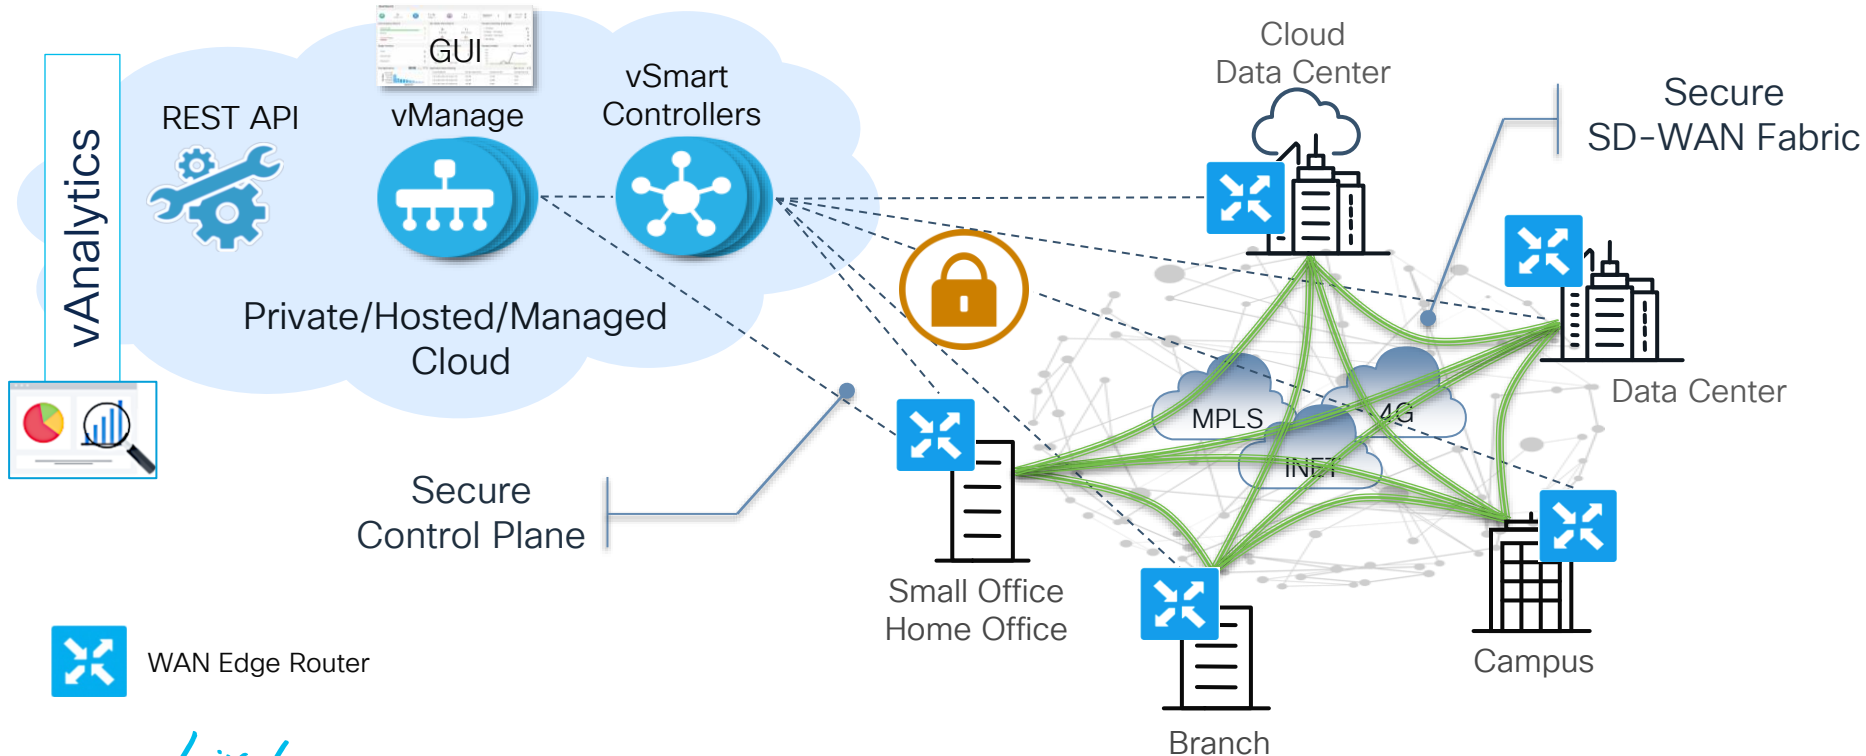 GUI
vAnalytics
REST API
vManage
vSmart
Controllers
Private/Hosted/Managed
Cloud
Cloud
Data Center
Secure
SD-WAN Fabric
Data Center
MPLS
4G
INET
Secure
Control Plane
Small Office
Home Office
Campus
Branch
WAN Edge Router